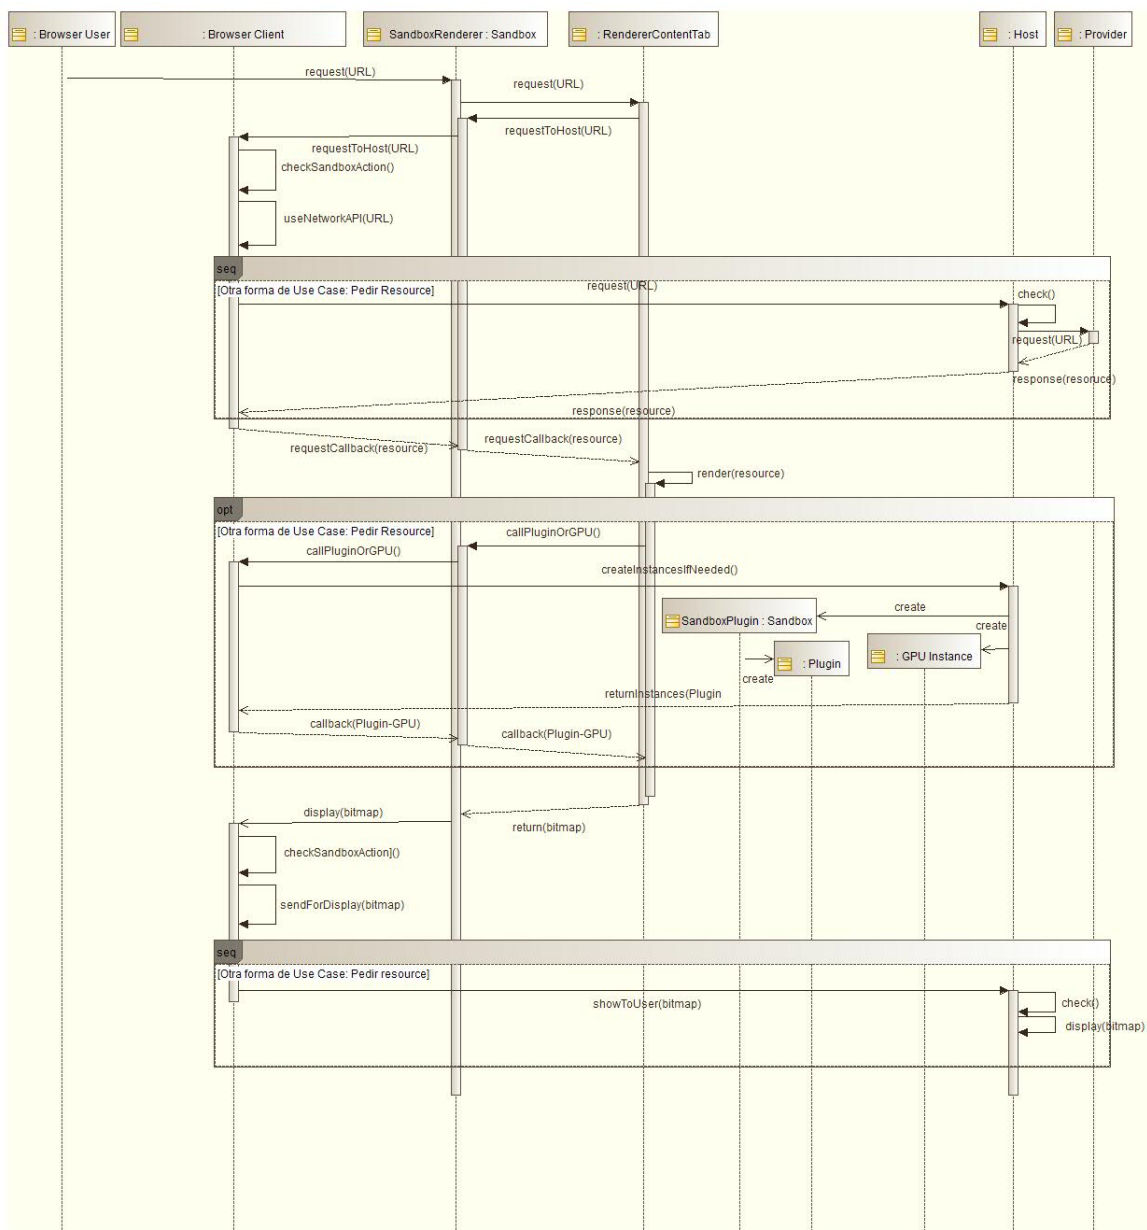 : Browser User
: Browser Client
SandboxRenderer : Sandbox
: RendererContentTab
: Host
: Provider
request(URL)
request(URL)
requestToHost(URL)
requestToHost(URL)
checkSandboxAction()
useNetworkAPI(URL)
seq
[Otra forma de Use Case: Pedir Resource]
request(URL)
check()
request(URL)
response(resoruce)
response(resource)
requestCallback(resource)
requestCallback(resource)
render(resource)
opt
[Otra forma de Use Case: Pedir Resource]
callPluginOrGPU()
callPluginOrGPU()
createInstancesIfNeeded()
create
SandboxPlugin : Sandbox
create
: GPU Instance
: Plugin
create
returnInstances(Plugin
callback(Plugin-GPU)
callback(Plugin-GPU)
display(bitmap)
return(bitmap)
checkSandboxAction]()
sendForDisplay(bitmap)
seq
[Otra forma de Use Case: Pedir resource]
showToUser(bitmap)
check()
display(bitmap)